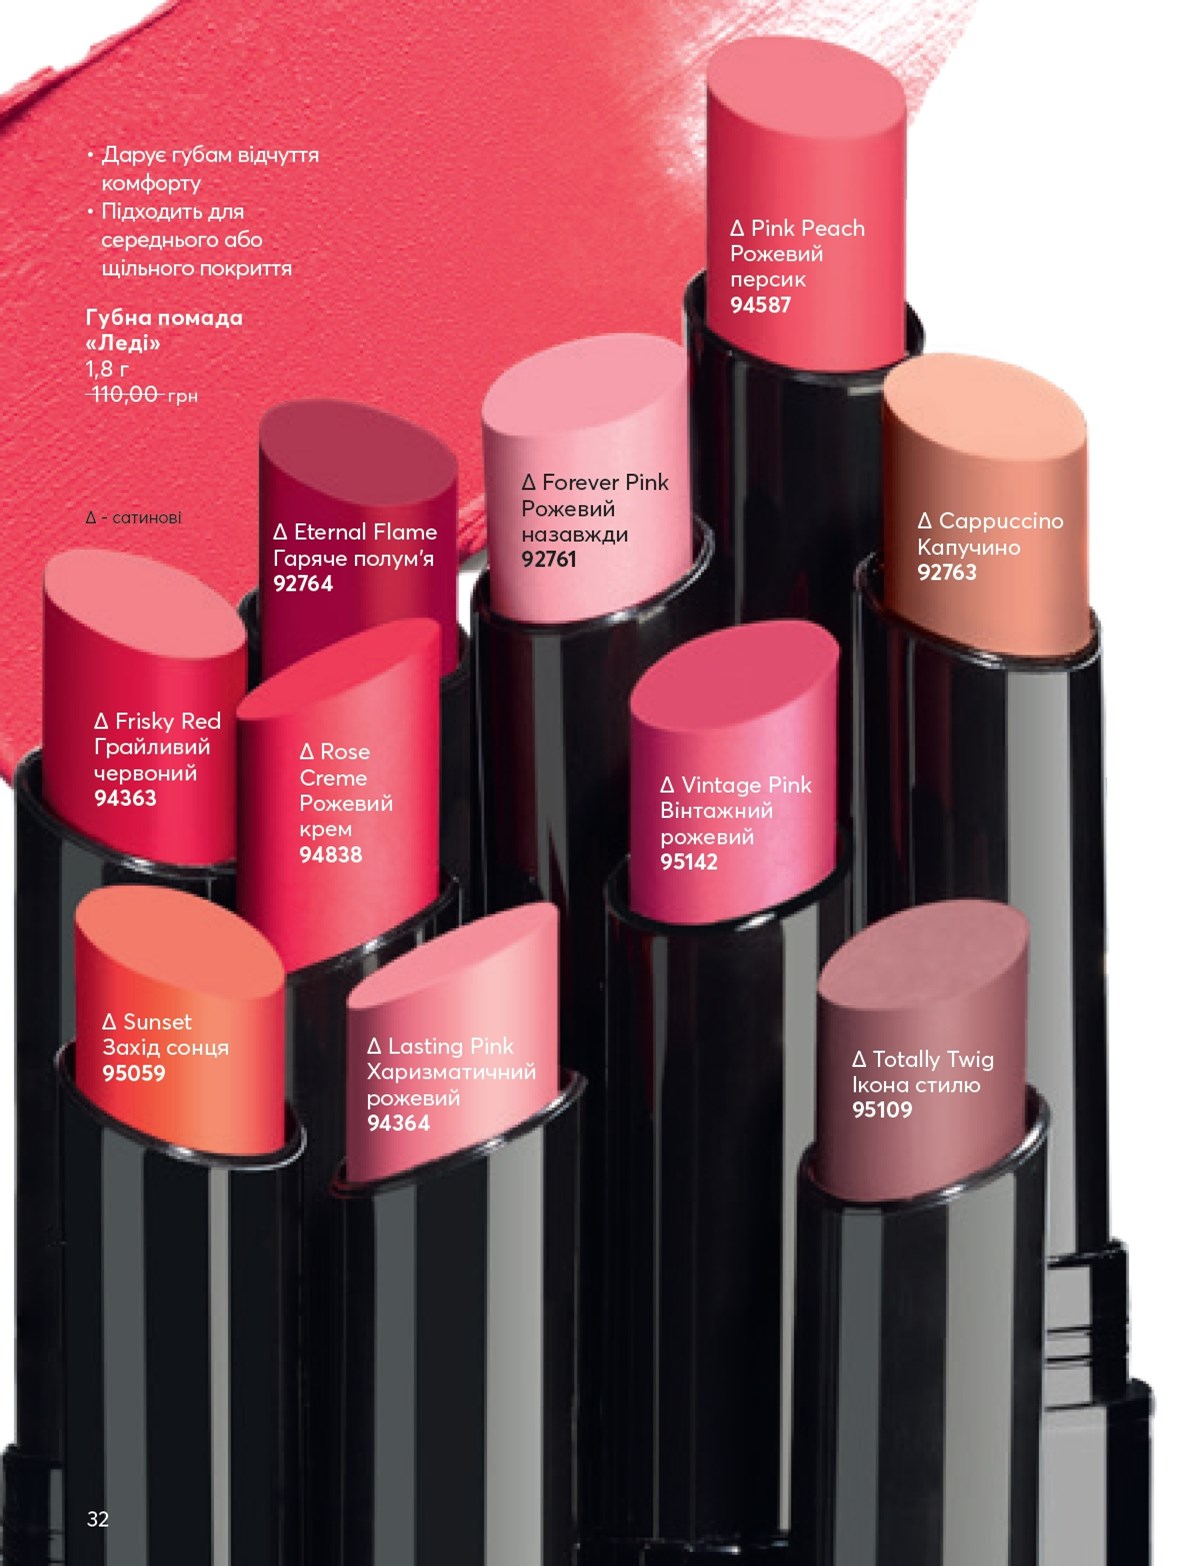 • Дарує губам відчуття
комфорту
• Підходить для
середнього або
щільного покриття
Губна помада
«Леді»
1,8 г
110,00 грн
Δ - сатинові
Δ Pink Peach
Рожевий
персик
94587
Δ Forever Pink
Рожевий
назавжди
92761
Δ Cappuccino
Капучино
92763
Δ Eternal Flame
Гаряче полум'я
92764
Δ Frisky Red
Грайливий
червоний
94363
Δ Rose
Creme
Рожевий
крем
94838
Δ Vintage Pink
Вінтажний
рожевий
95142
Δ Sunset
Захід сонця
95059
Δ Lasting Pink
Харизматичний
рожевий
94364
Δ Totally Twig
Ікона стилю
95109
32